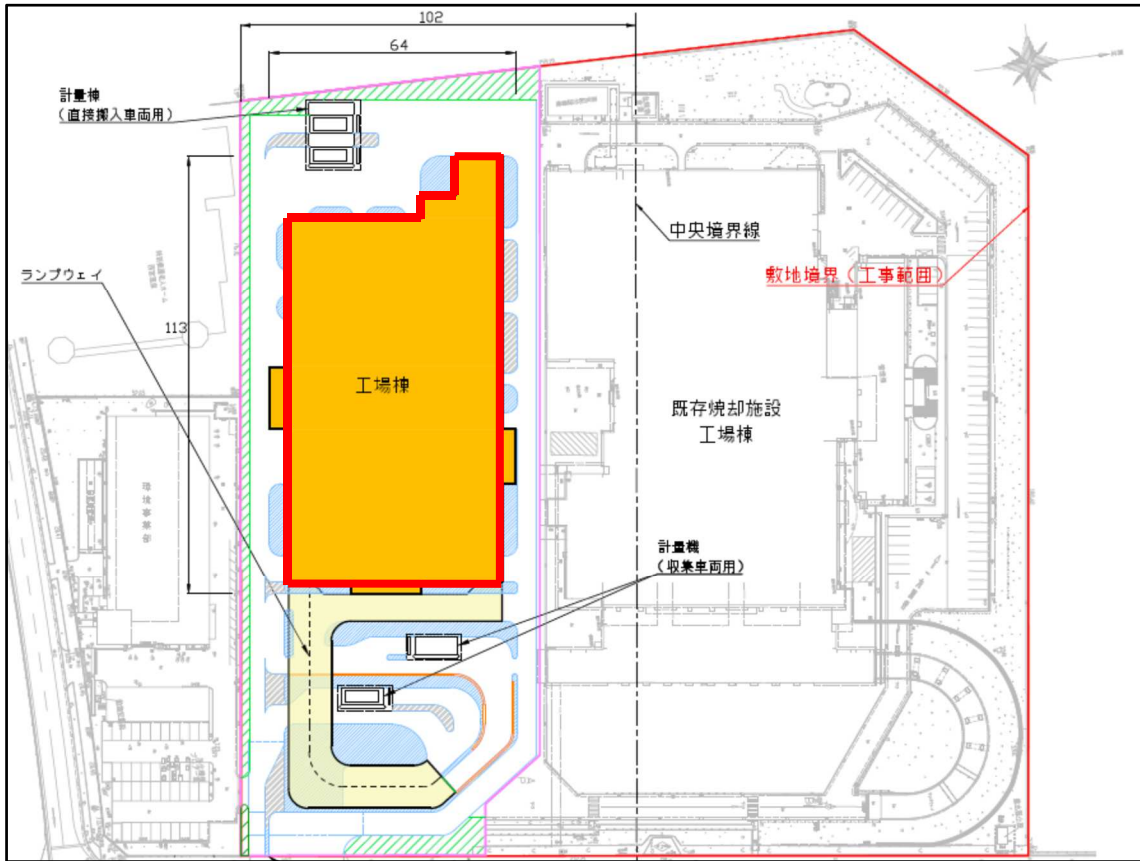 102
64
計量棟
（直接搬入車両用）
中央境界線
ランプウェイ
敷地境界（工事範囲）
113
工場棟
既存焼却施設
工場棟
計量機
（収集車両用）